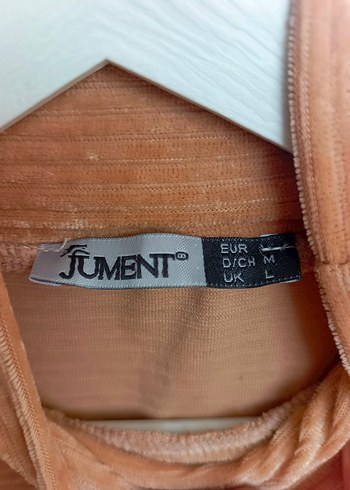 JUMENT®
EUR
D/CH M
UK L